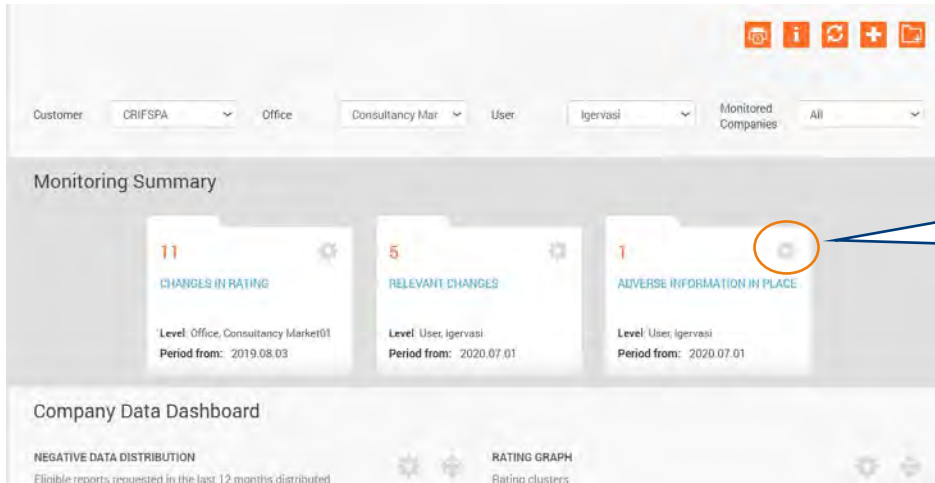 Customer CRIFSPA Office Consultancy Mar User Igervasi Monitored Companies All
Monitoring Summary
11
CHANGES IN RATING
Level: Office, Consultancy Market01
Period from: 2019.08.03
5
RELEVANT CHANGES
Level: User, igervasi
Period from: 2020.07.01
1
ADVERSE INFORMATION IN PLACE
Level: User, igervasi
Period from: 2020.07.01
Company Data Dashboard
NEGATIVE DATA DISTRIBUTION
Eligible reports requested in the last 12 months distributed
RATING GRAPH
Rating clusters